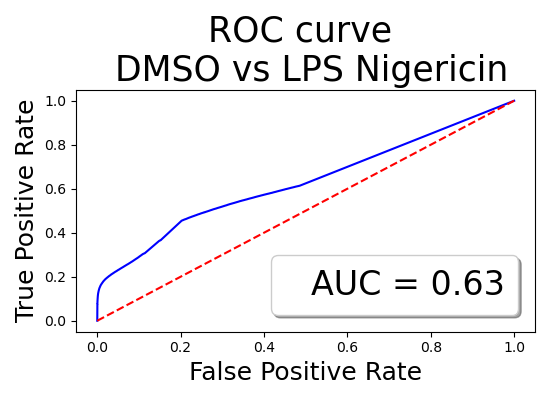 ROC curve
DMSO vs LPS Nigericin
True Positive Rate
1.0
0.8
0.6
0.4
0.2
0.0
AUC = 0.63
0.0 0.2 0.4 0.6 0.8 1.0
False Positive Rate